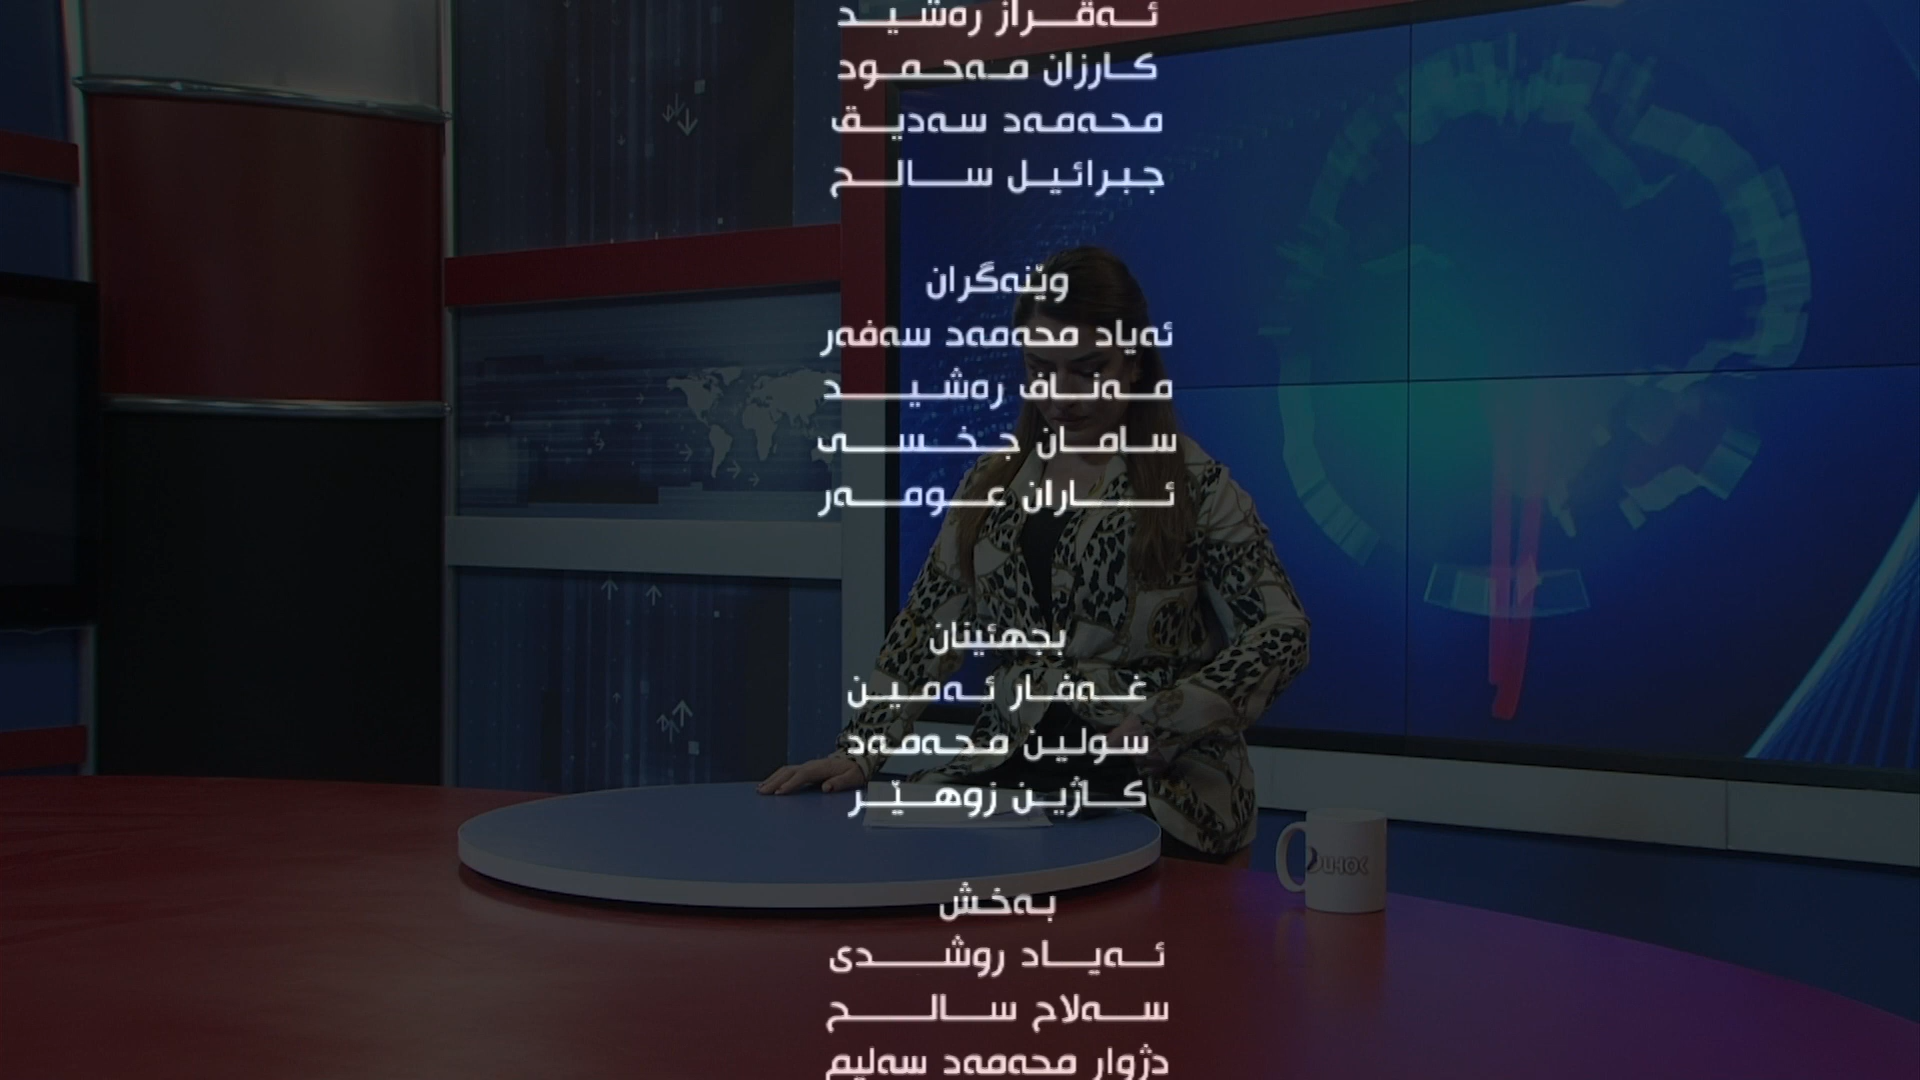 ئەقراز رەشید
کارزان مەحمود
محەمەد سەدیق
جبرائیل سالح
وێنەگران
ئەیاد محەمەد سەفەر
مەناف رەشید
سامان جخسی
ئاران عومەر
بجهئینان
غەفار ئەمین
سولین محەمەد
کاژین زوهێر
بەخش
ئەیاد روشدی
سەلاح سالح
دژوار محەمەد سەلیم